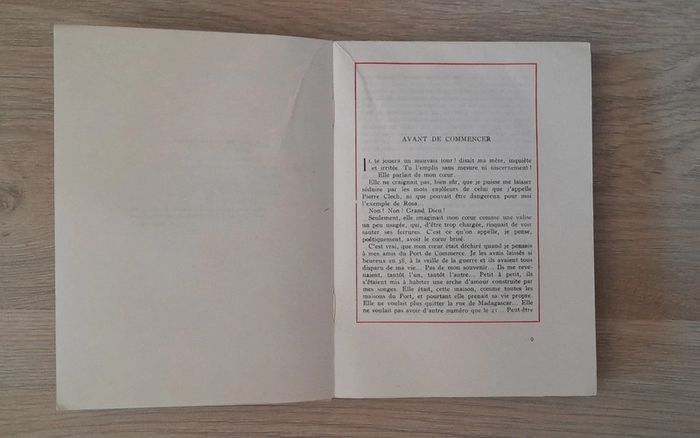 AVANT DE COMMENCER
IL te jouera un mauvais tour! disait ma mère, inquiète
et irritée. Tu l'emplis sans mesure ni discernement!
Elle parlait de mon cœur.
Elle ne craignait pas, bien sûr, que je puisse me laisser
séduire par les mots enjôleurs de celui que j'appelle
Pierre Clech, ni que pouvait être dangereux pour moi
l'exemple de Rosa...
Non! Non! Grand Dieu!
Seulement, elle imaginait mon cœur comme une valise
un peu usagée, qui, d'être trop chargée, risquait de voir
sauter ses ferrures. C'est ce qu'on appelle, je pense,
poétiquement, avoir le cœur brisé.
C'est vrai, que mon cœur était déchiré quand je pensais
à mes amis du Port de Commerce. Je les avais laissés si
heureux en 38, à la veille de la guerre et ils avaient tous
disparu de ma vie... Pas de mon souvenir... Ils me reve-
naient, tantôt l'un, tantôt l'autre... Petit à petit, ils
s'étaient mis à habiter une arche d'amour construite par
mes songes. Elle était, cette maison, comme toutes les
maisons du Port, et pourtant elle prenait sa vie propre.
Elle ne voulait plus quitter la rue de Madagascar... Elle
ne voulait pas avoir d'autre numéro que le 21... Peut-être
9